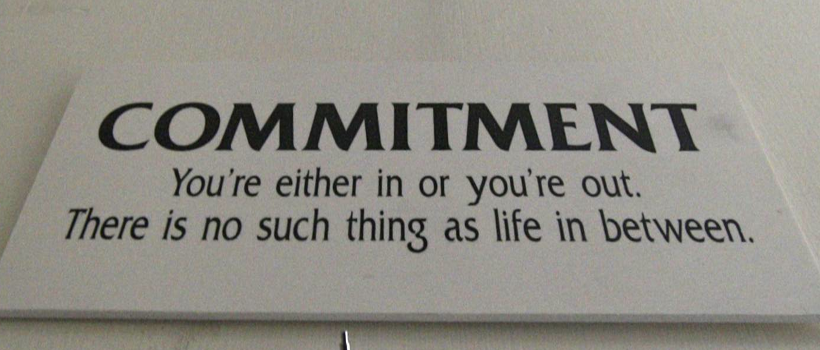 COMMITMENT
You're either in or you're out.
There is no such thing as life in between.